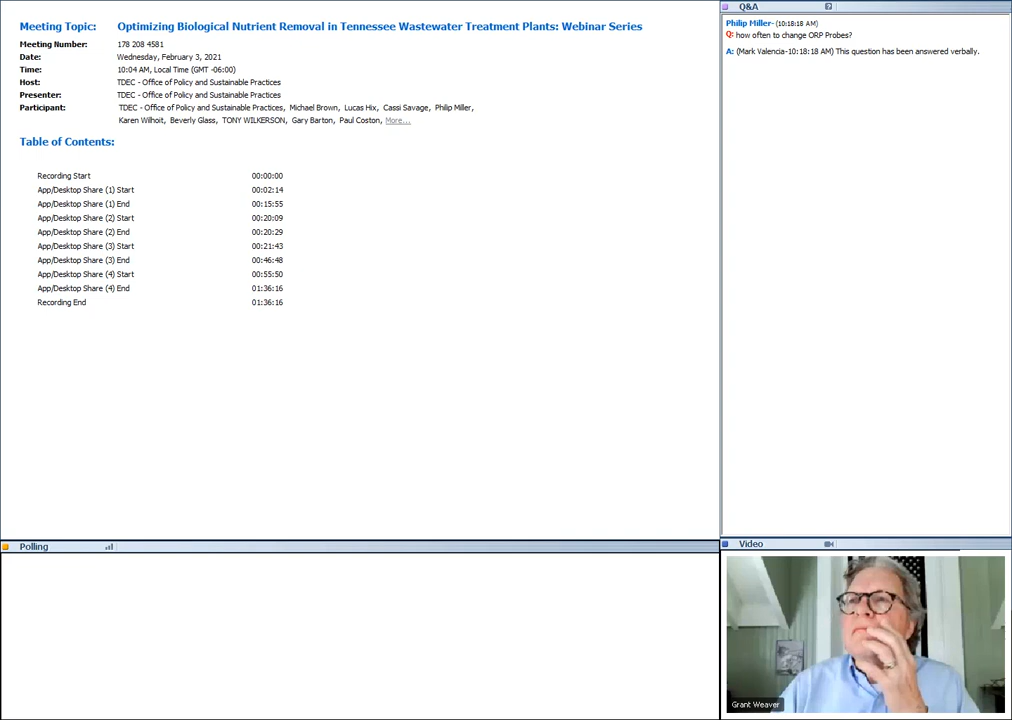 Meeting Topic: Optimizing Biological Nutrient Removal in Tennessee Wastewater Treatment Plants: Webinar Series
Meeting Number: 178 208 4581
Date: Wednesday, February 3, 2021
Time: 10:04 AM, Local Time (GMT -06:00)
Host: TDEC - Office of Policy and Sustainable Practices
Presenter: TDEC - Office of Policy and Sustainable Practices
Participant: TDEC - Office of Policy and Sustainable Practices, Michael Brown, Lucas Hix, Cassi Savage, Philip Miller,
Karen Wilhoit, Beverly Glass, TONY WILKERSON, Gary Barton, Paul Coston, More...
Table of Contents:
Recording Start 00:00:00
App/Desktop Share (1) Start 00:02:14
App/Desktop Share (1) End 00:15:55
App/Desktop Share (2) Start 00:20:09
App/Desktop Share (2) End 00:20:29
App/Desktop Share (3) Start 00:21:43
App/Desktop Share (3) End 00:46:48
App/Desktop Share (4) Start 00:55:50
App/Desktop Share (4) End 01:36:16
Recording End 01:36:16
Q&A
Philip Miller- (10:18:18 AM)
Q: how often to change ORP Probes?
A: (Mark Valencia-10:18:18 AM) This question has been answered verbally.
Polling
Video
Grant Weaver